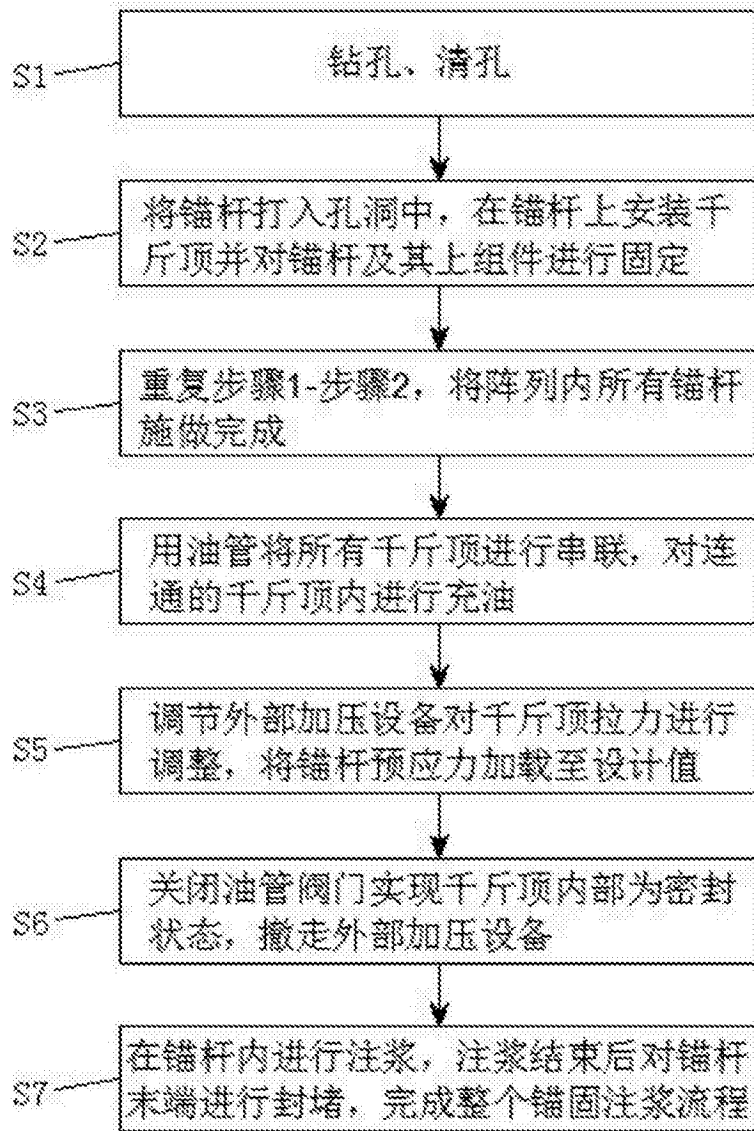 S1
钻孔、清孔
S2
将锚杆打入孔洞中，在锚杆上安装千
斤顶并对锚杆及其上组件进行固定
S3
重复步骤1-步骤2，将阵列内所有锚杆
施做完成
S4
用油管将所有千斤顶进行串联，对连
通的千斤顶内进行充油
S5
调节外部加压设备对千斤顶拉力进行
调整，将锚杆预应力加载至设计值
S6
关闭油管阀门实现千斤顶内部为密封
状态，撤走外部加压设备
S7
在锚杆内进行注浆，注浆结束后对锚杆
末端进行封堵，完成整个锚固注浆流程